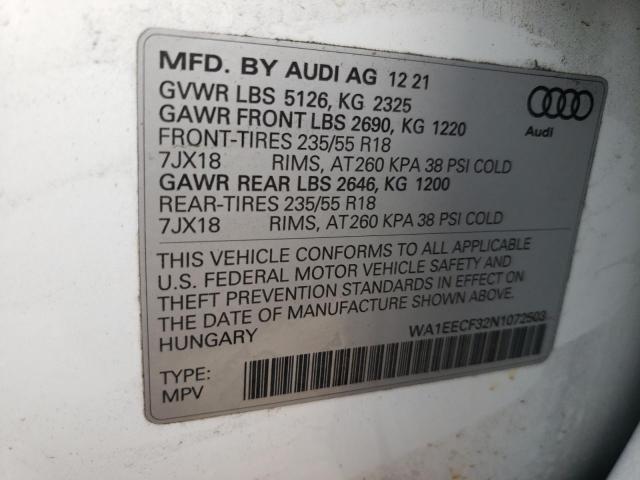 MFD. BY AUDI AG 12 21
GVWR LBS 5126, KG 2325
GAWR FRONT LBS 2690, KG 1220
FRONT-TIRES 235/55 R18
7JX18 RIMS, AT260 KPA 38 PSI COLD
GAWR REAR LBS 2646, KG 1200
REAR-TIRES 235/55 R18
7JX18 RIMS, AT260 KPA 38 PSI COLD
Audi
THIS VEHICLE CONFORMS TO ALL APPLICABLE
U.S. FEDERAL MOTOR VEHICLE SAFETY AND
THEFT PREVENTION STANDARDS IN EFFECT ON
THE DATE OF MANUFACTURE SHOWN ABOVE.
HUNGARY
WA1EECF32N1072503
TYPE:
MPV